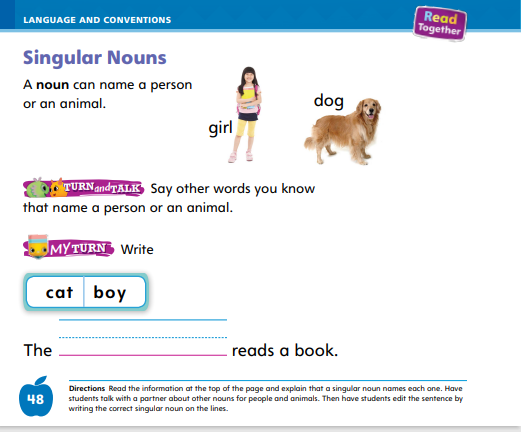 LANGUAGE AND CONVENTIONS
Read
Together
Singular Nouns
A noun can name a person
or an animal.
girl
dog
TURN and TALK Say other words you know
that name a person or an animal.
MY TURN Write
cat boy
The reads a book.
48
Directions Read the information at the top of the page and explain that a singular noun names each one. Have
students talk with a partner about other nouns for people and animals. Then have students edit the sentence by
writing the correct singular noun on the lines.